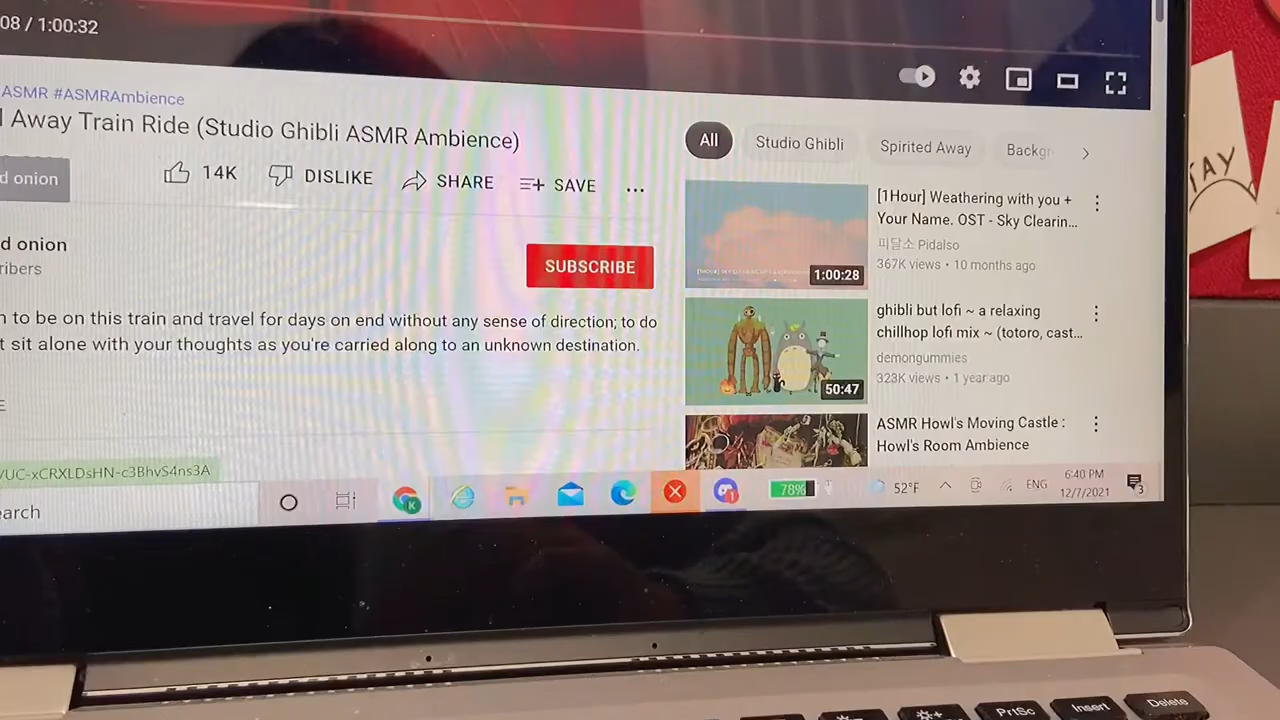 08 / 1:00:32
ASMR #ASMRAmbience
l Away Train Ride (Studio Ghibli ASMR Ambience)
d onion
14K
DISLIKE
SHARE
SAVE
d onion
ribers
SUBSCRIBE
n to be on this train and travel for days on end without any sense of direction; to do
t sit alone with your thoughts as you're carried along to an unknown destination.
E
All
Studio Ghibli
Spirited Away
Backgr
[1Hour] Weathering with you +
Your Name. OST - Sky Clearin...
피달소 Pidalso
367K views • 10 months ago
1:00:28
ghibli but lofi ~ a relaxing
chillhop lofi mix ~ (totoro, cast...
demongummies
323K views • 1 year ago
50:47
ASMR Howl's Moving Castle :
Howl's Room Ambience
/UC-xCRXLDsHN-c3BhvS4ns3A
earch
K
1
78%
52°F
ENG
6:40 PM
12/7/2021
3
TAY
PrtSc
Insert
Delete